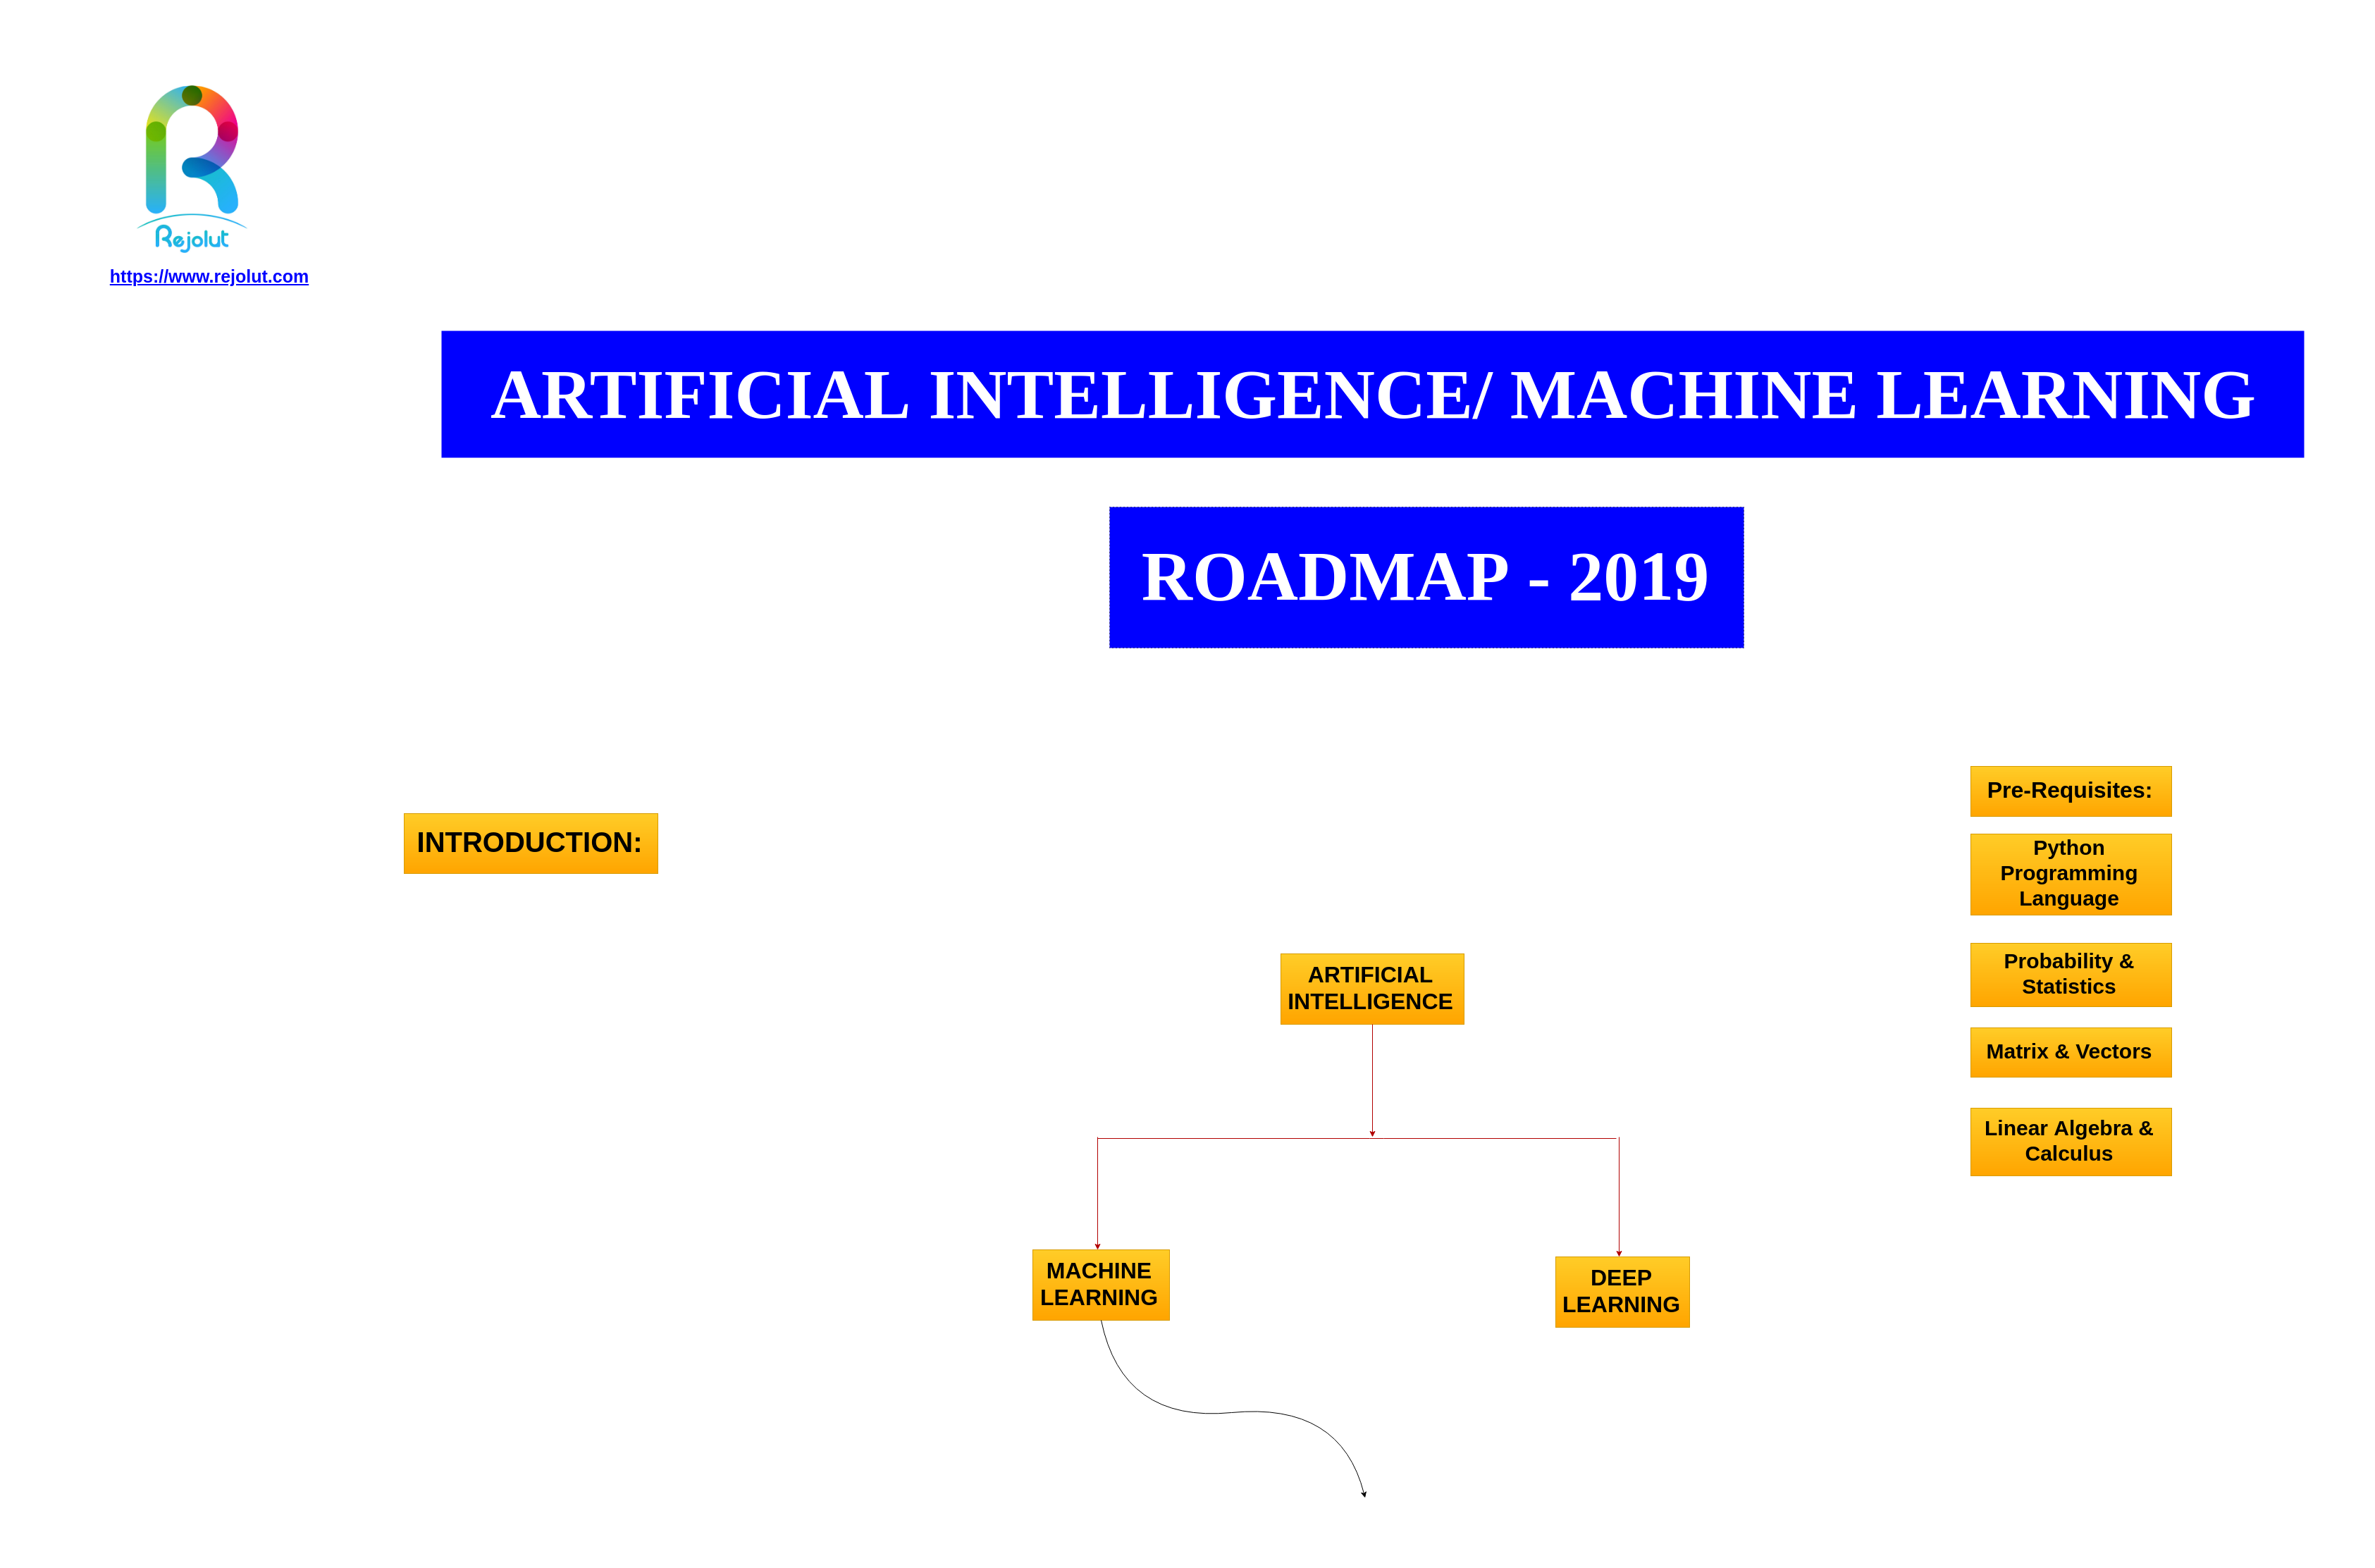 Rejolut
https://www.rejolut.com
ARTIFICIAL INTELLIGENCE/ MACHINE LEARNING
ROADMAP - 2019
INTRODUCTION:
Pre-Requisites:
Python
Programming
Language
Probability &
Statistics
Matrix & Vectors
Linear Algebra &
Calculus
ARTIFICIAL
INTELLIGENCE
MACHINE
LEARNING
DEEP
LEARNING